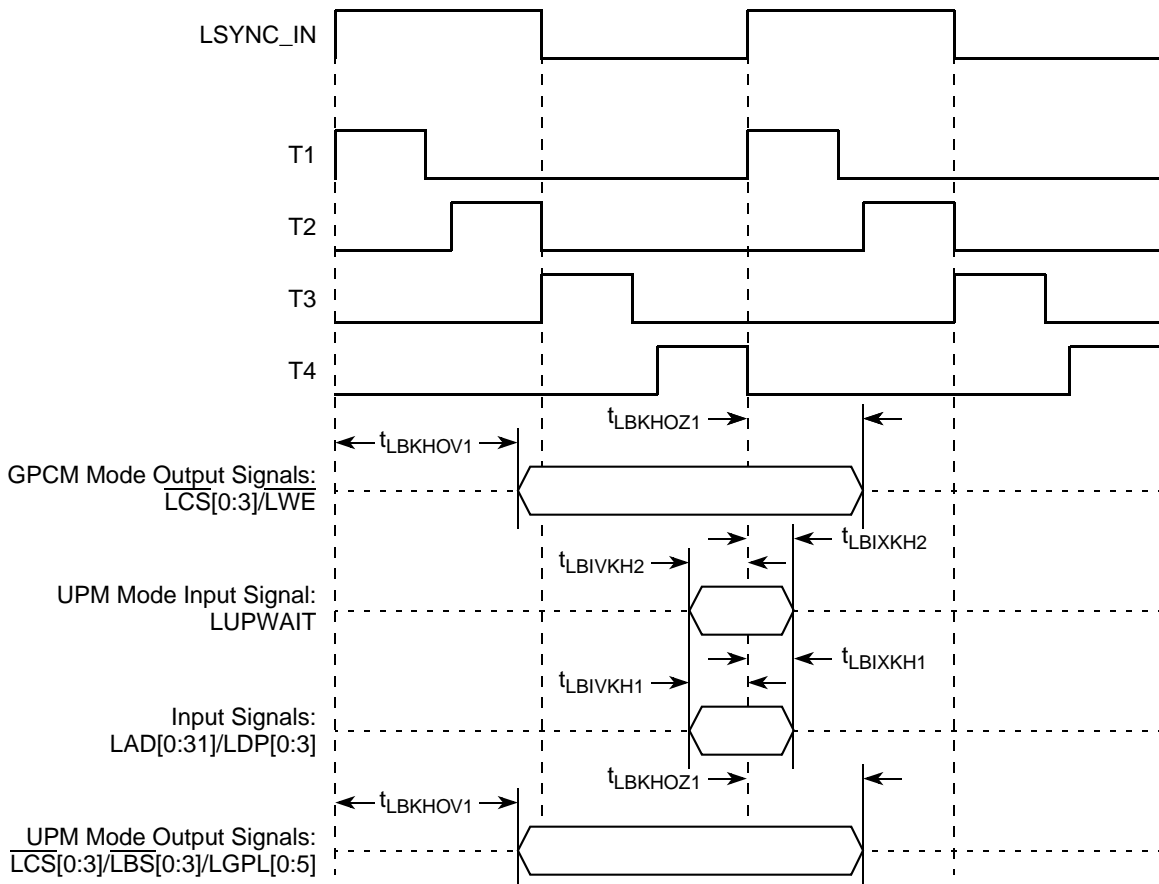 LSYNC_IN
T1
T2
T3
T4
tLBKHOZ1
tLBKHOV1
GPCM Mode Output Signals:
LCS[0:3]/LWE
tLBIXKH2
tLBIVKH2
UPM Mode Input Signal:
LUPWAIT
tLBIXKH1
tLBIVKH1
Input Signals:
LAD[0:31]/LDP[0:3]
tLBKHOZ1
tLBKHOV1
UPM Mode Output Signals:
LCS[0:3]/LBS[0:3]/LGPL[0:5]